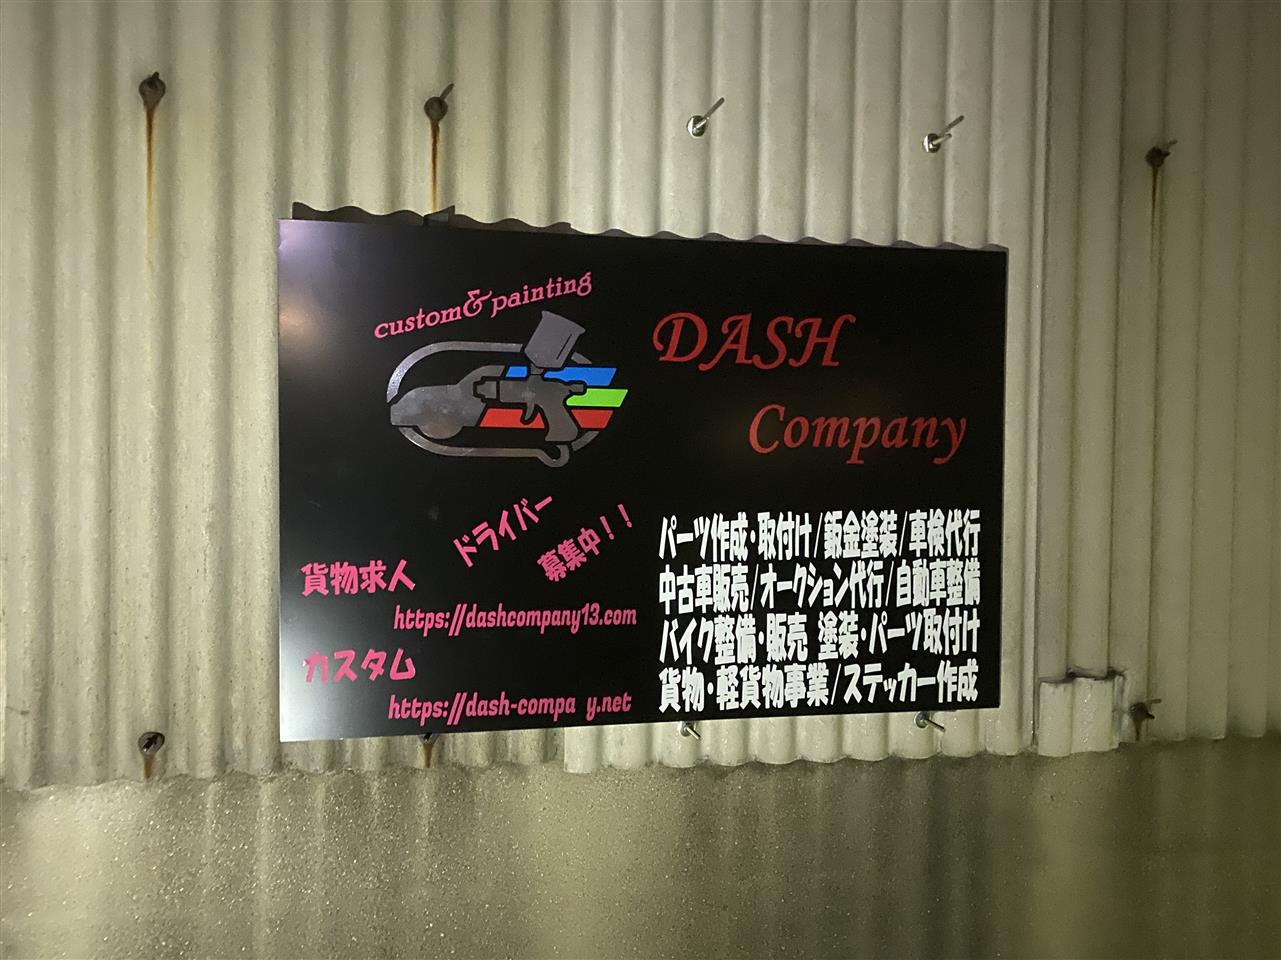 custom&painting
DASH
Company
ドライバー
募集中!!
貨物求人
https://dashcompany13.com
カスタム
https://dash-compa y.net
パーツ作成・取付け/鈑金塗装/車検代行
中古車販売/オークション代行/自動車整備
バイク整備・販売 塗装・パーツ取付け
貨物・軽貨物事業/ステッカー作成